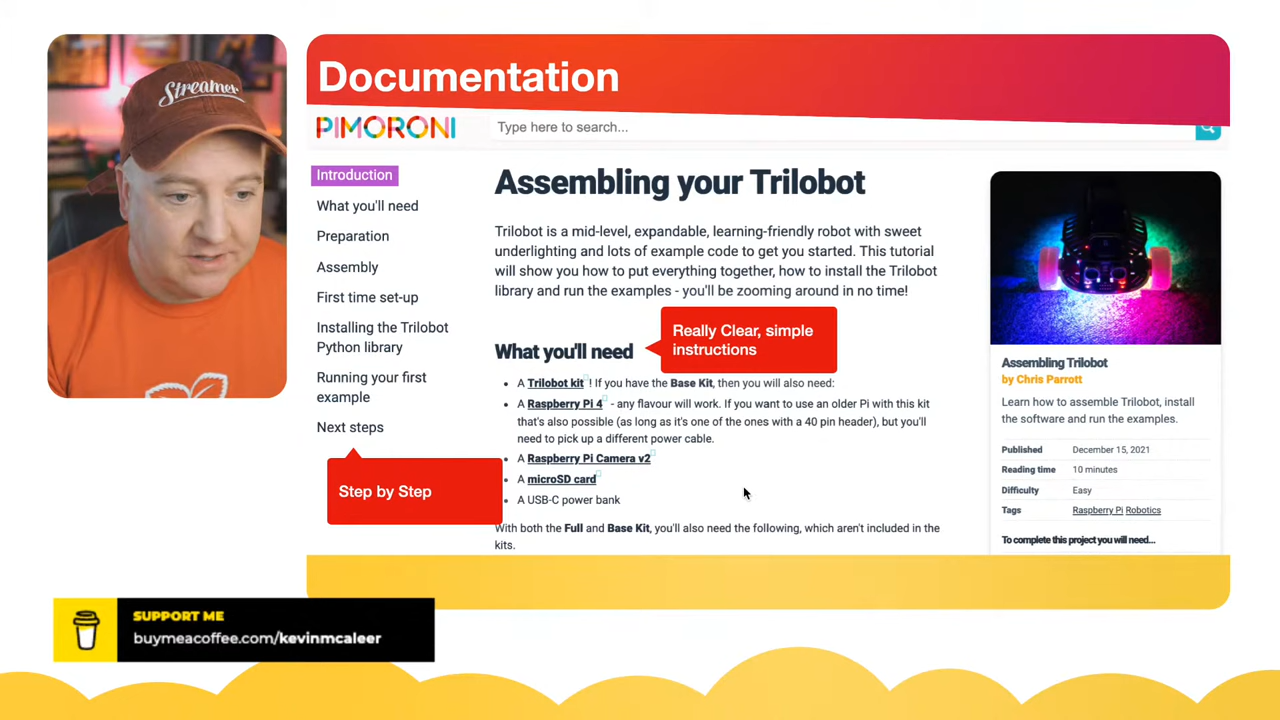 Streamer
Documentation
PIMORONI
Type here to search...
Introduction
What you'll need
Preparation
Assembly
First time set-up
Installing the Trilobot
Python library
Running your first
example
Next steps
Step by Step
Assembling your Trilobot
Trilobot is a mid-level, expandable, learning-friendly robot with sweet
underlighting and lots of example code to get you started. This tutorial
will show you how to put everything together, how to install the Trilobot
library and run the examples - you'll be zooming around in no time!
Really Clear, simple
instructions
What you'll need
A Trilobot kit! If you have the Base Kit, then you will also need:
A Raspberry Pi 4 - any flavour will work. If you want to use an older Pi with this kit
that's also possible (as long as it's one of the ones with a 40 pin header), but you'll
need to pick up a different power cable.
A Raspberry Pi Camera v2
A microSD card
A USB-C power bank
With both the Full and Base Kit, you'll also need the following, which aren't included in the
kits.
Assembling Trilobot
by Chris Parrott
Learn how to assemble Trilobot, install
the software and run the examples.
Published December 15, 2021
Reading time 10 minutes
Difficulty Easy
Tags Raspberry Pi Robotics
To complete this project you will need...
SUPPORT ME
buymeacoffee.com/kevinmcaleer